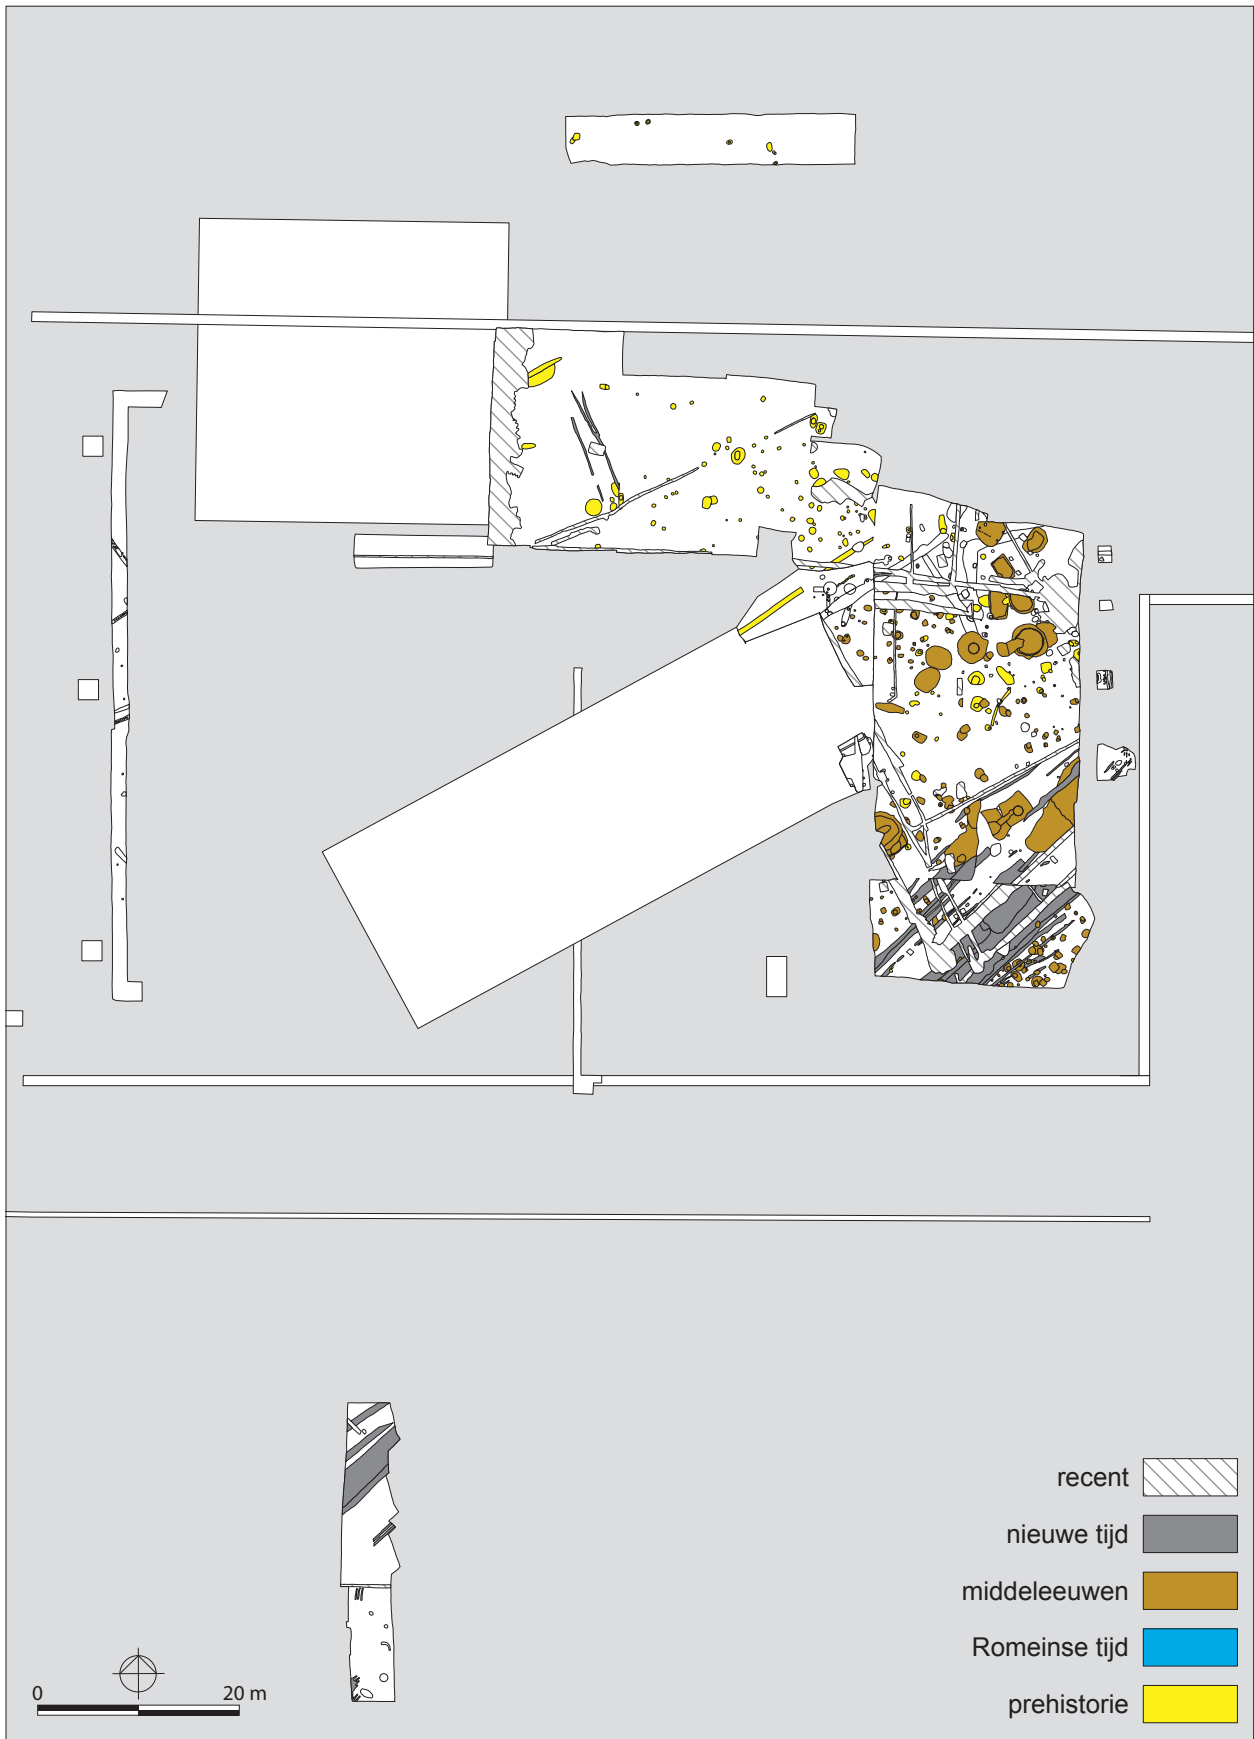 recent
nieuwe tijd
middeleeuwen
Romeinse tijd
prehistorie
0 20 m